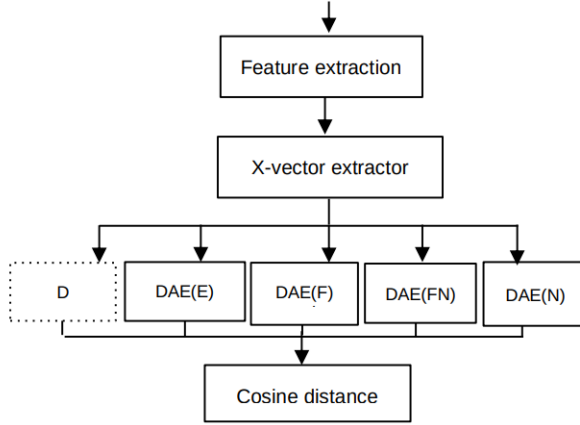 Feature extraction
X-vector extractor
D
DAE(E)
DAE(F)
DAE(FN)
DAE(N)
Cosine distance